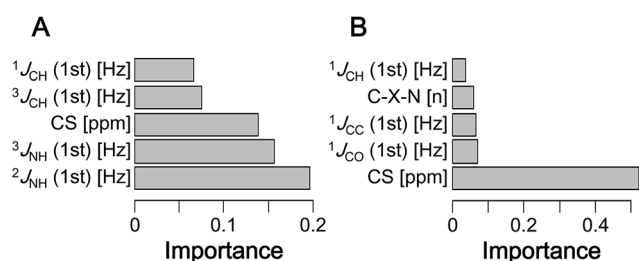 A
¹J_CH (1st) [Hz]
³J_CH (1st) [Hz]
CS [ppm]
³J_NH (1st) [Hz]
²J_NH (1st) [Hz]
0 0.1 0.2
Importance
B
¹J_CH (1st) [Hz]
C-X-N [n]
¹J_CC (1st) [Hz]
¹J_CO (1st) [Hz]
CS [ppm]
0 0.2 0.4
Importance